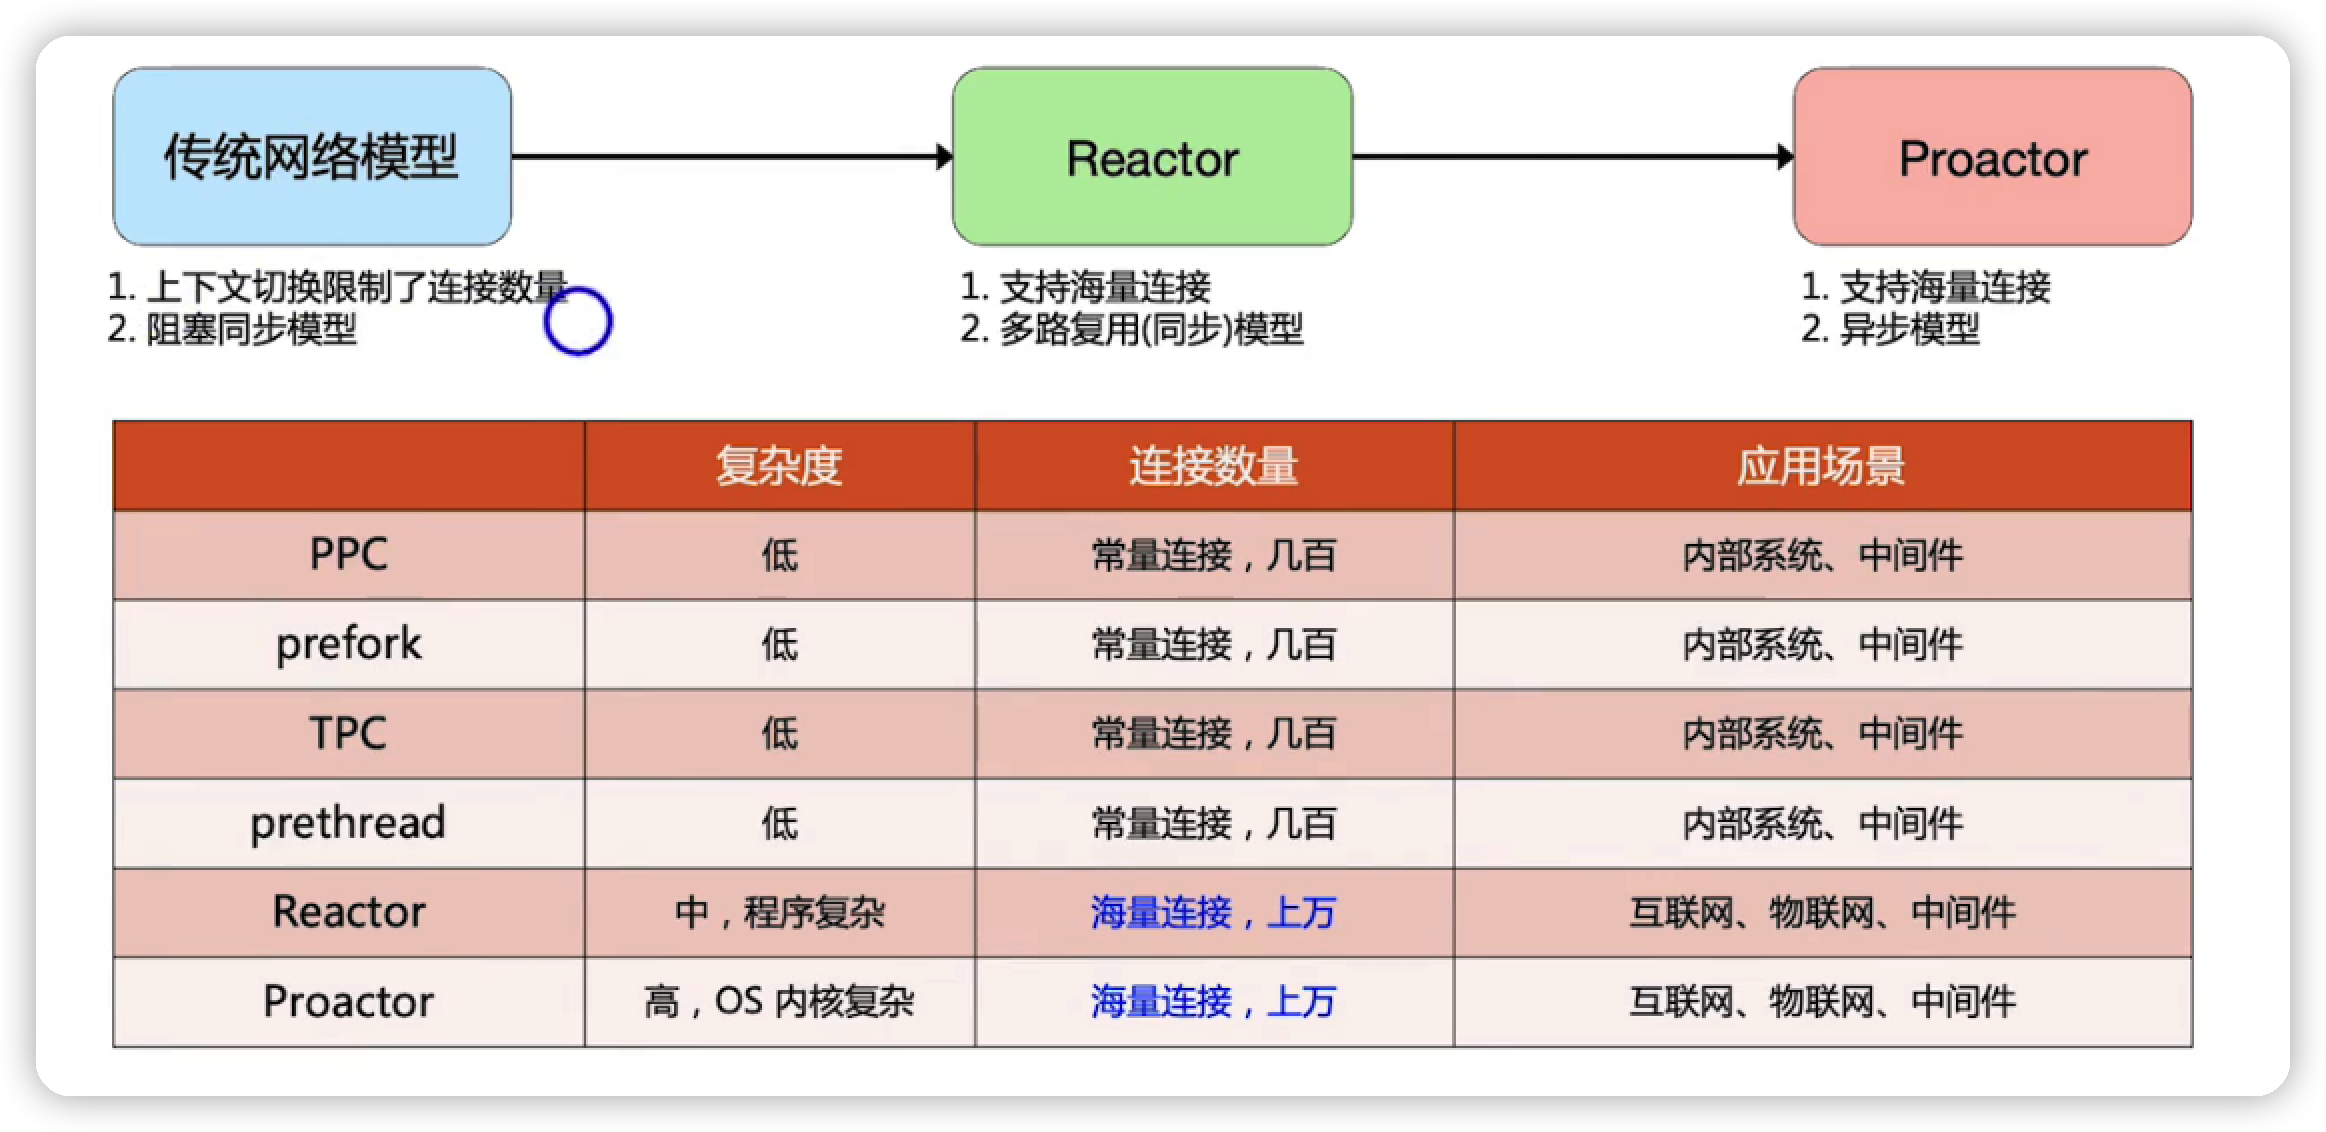 传统网络模型
Reactor
Proactor
1. 上下文切换限制了连接数量
2. 阻塞同步模型
1. 支持海量连接
2. 多路复用(同步)模型
1. 支持海量连接
2. 异步模型
复杂度 连接数量 应用场景
PPC 低 常量连接，几百 内部系统、中间件
prefork 低 常量连接，几百 内部系统、中间件
TPC 低 常量连接，几百 内部系统、中间件
prethread 低 常量连接，几百 内部系统、中间件
Reactor 中，程序复杂 海量连接，上万 互联网、物联网、中间件
Proactor 高，OS 内核复杂 海量连接，上万 互联网、物联网、中间件